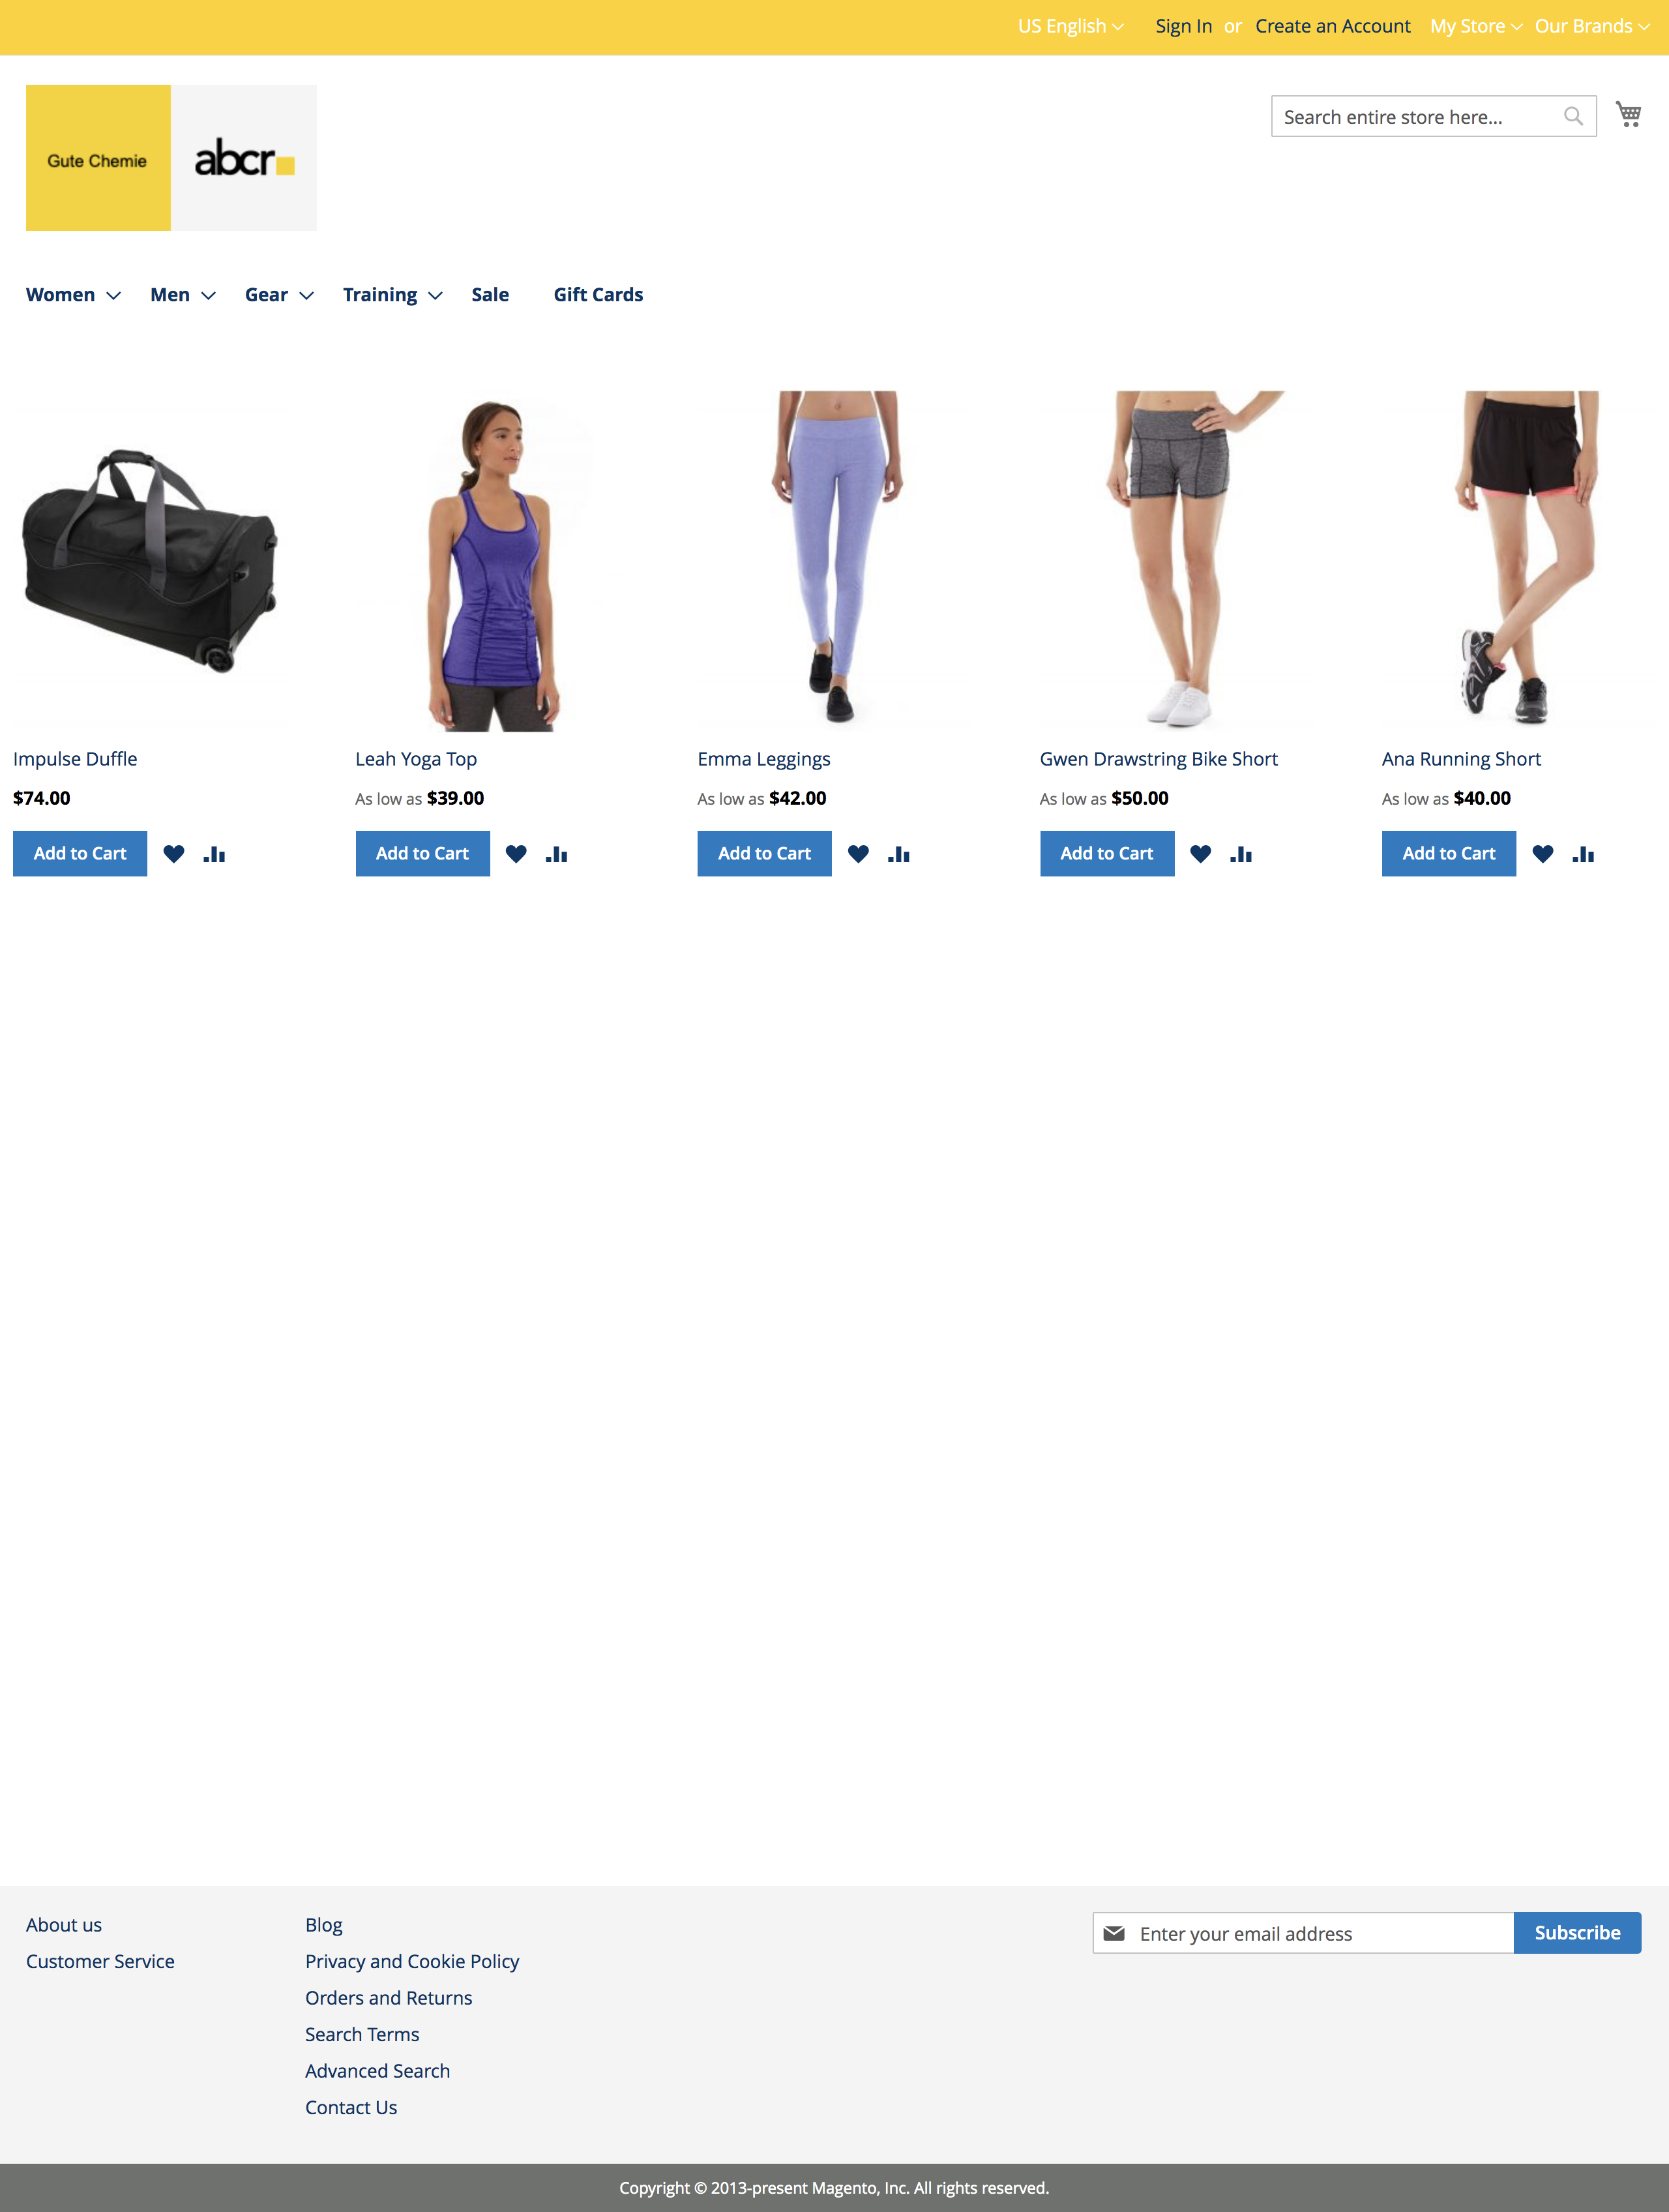 US English Sign In or Create an Account My Store Our Brands
Gute Chemie abcr
Search entire store here...
Women Men Gear Training Sale Gift Cards
Impulse Duffle
$74.00
Add to Cart
Leah Yoga Top
As low as $39.00
Add to Cart
Emma Leggings
As low as $42.00
Add to Cart
Gwen Drawstring Bike Short
As low as $50.00
Add to Cart
Ana Running Short
As low as $40.00
Add to Cart
About us
Customer Service
Blog
Privacy and Cookie Policy
Orders and Returns
Search Terms
Advanced Search
Contact Us
Enter your email address Subscribe
Copyright © 2013-present Magento, Inc. All rights reserved.